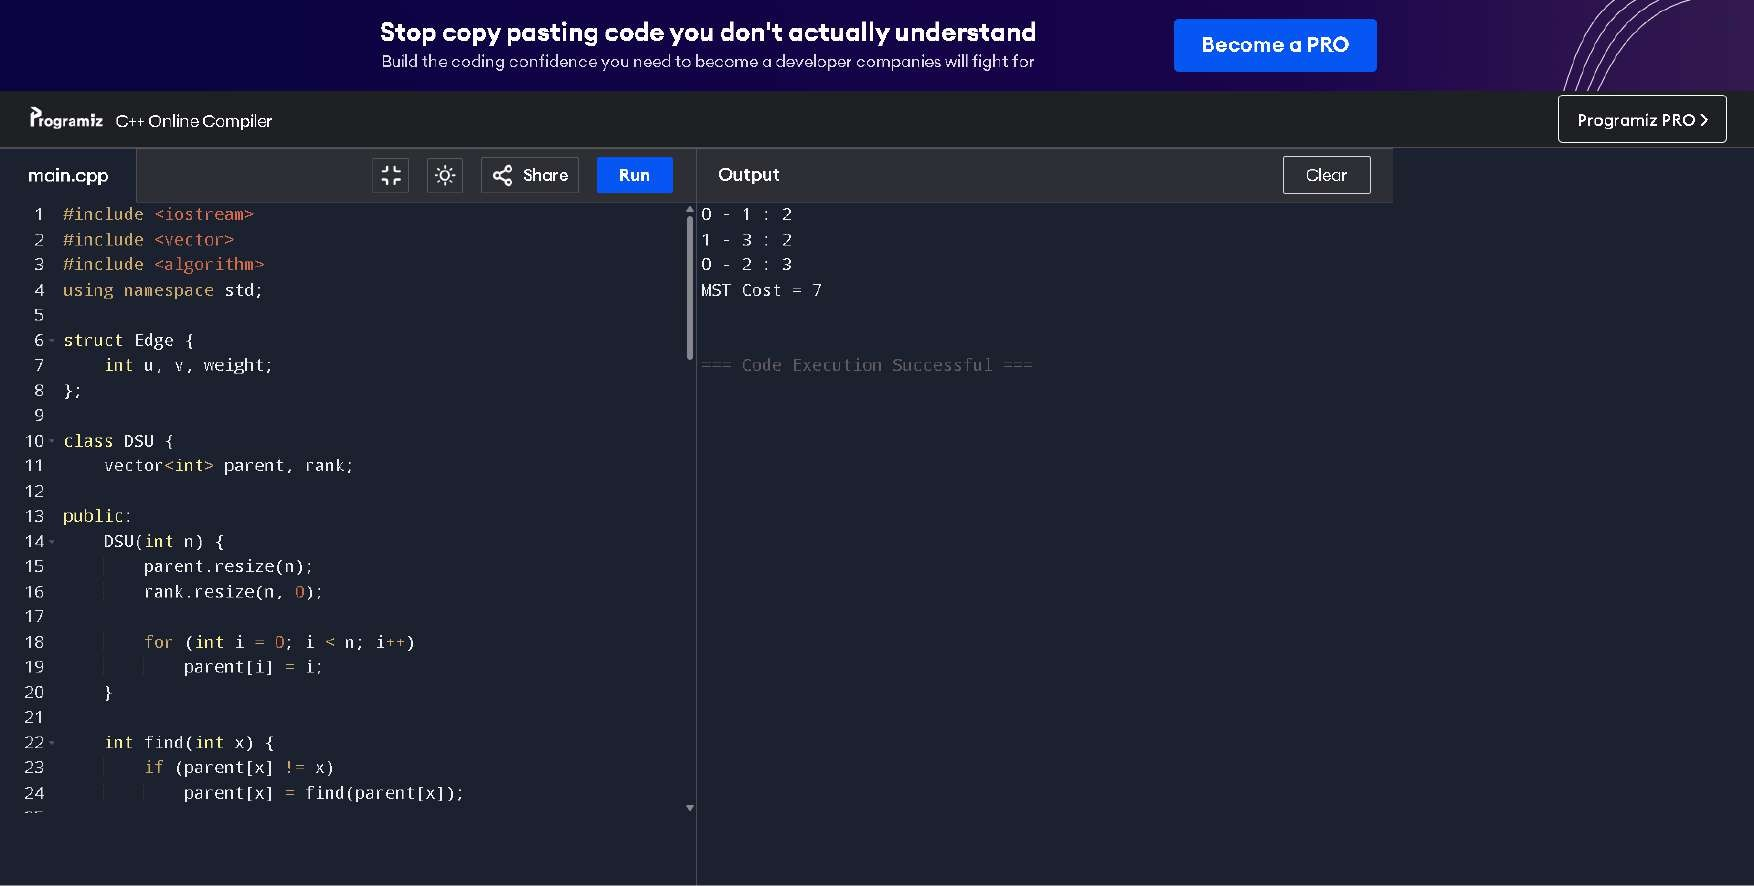 Stop copy pasting code you don't actually understand
Build the coding confidence you need to become a developer companies will fight for
Become a PRO
Programiz C++ Online Compiler
Programiz PRO >
main.cpp
Share
Run
Output
Clear
1 #include <iostream>
2 #include <vector>
3 #include <algorithm>
4 using namespace std;
5
6 struct Edge {
7     int u, v, weight;
8 };
9
10 class DSU {
11     vector<int> parent, rank;
12
13 public:
14     DSU(int n) {
15         parent.resize(n);
16         rank.resize(n, 0);
17
18         for (int i = 0; i < n; i++)
19             parent[i] = i;
20     }
21
22     int find(int x) {
23         if (parent[x] != x)
24             parent[x] = find(parent[x]);
0 - 1 : 2
1 - 3 : 2
0 - 2 : 3
MST Cost = 7
=== Code Execution Successful ===